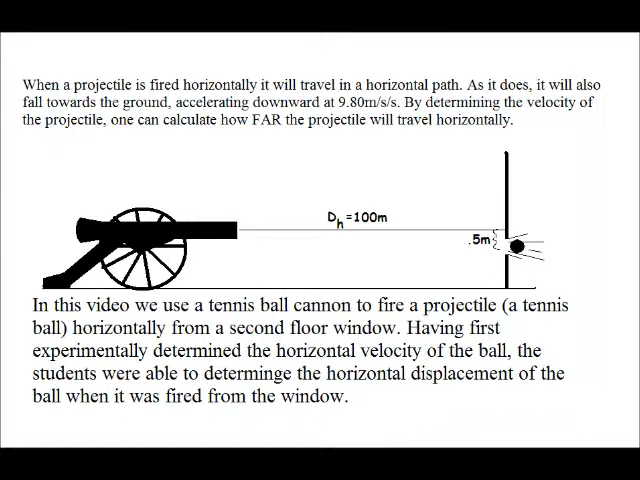 When a projectile is fired horizontally it will travel in a horizontal path. As it does, it will also
fall towards the ground, accelerating downward at 9.80m/s/s. By determining the velocity of
the projectile, one can calculate how FAR the projectile will travel horizontally.
Dh=100m
.5m
In this video we use a tennis ball cannon to fire a projectile (a tennis
ball) horizontally from a second floor window. Having first
experimentally determined the horizontal velocity of the ball, the
students were able to determinge the horizontal displacement of the
ball when it was fired from the window.